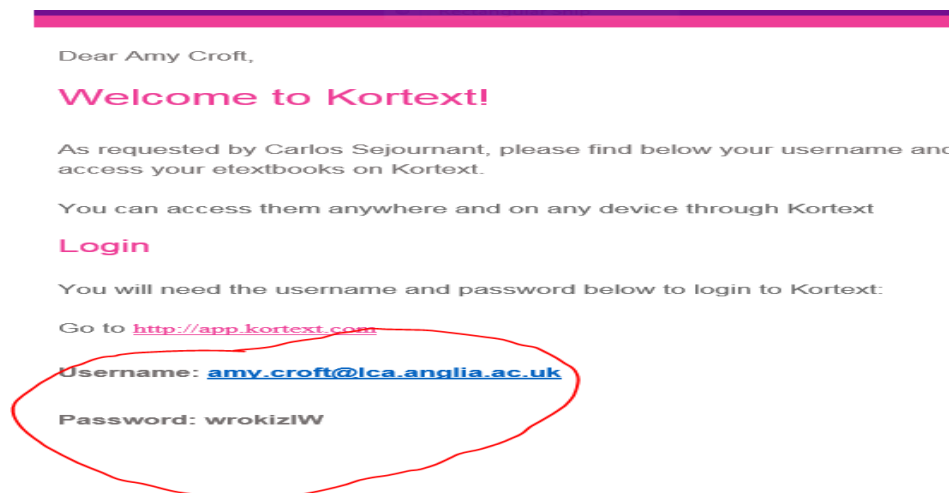 Dear Amy Croft,
Welcome to Kortext!
As requested by Carlos Sejournant, please find below your username and
access your etextbooks on Kortext.
You can access them anywhere and on any device through Kortext
Login
You will need the username and password below to login to Kortext:
Go to http://app.kortext.com
Username: amy.croft@lca.anglia.ac.uk
Password: